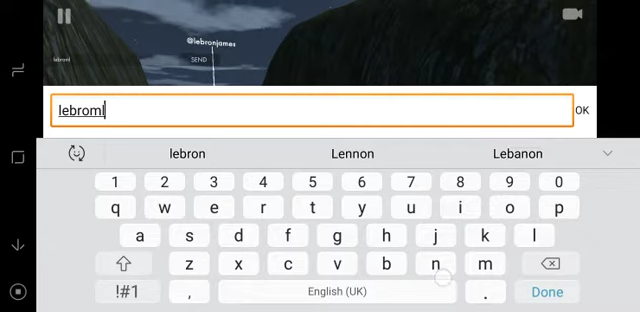 @lebronjames
lebroml
SEND
lebroml
OK
lebron Lennon Lebanon
1 2 3 4 5 6 7 8 9 0
q w e r t y u i o p
a s d f g h j k l
z x c v b n m
!#1 , English (UK) . Done